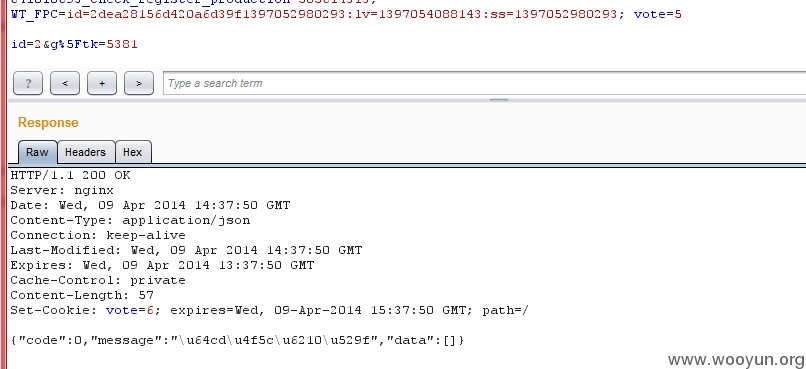 WT_FPC=id=2dea28156d420a6d39f1397052980293:lv=1397054088143:ss=1397052980293; vote=5
id=2&g%5Ftk=5381
? < + > Type a search term
Response
Raw Headers Hex
HTTP/1.1 200 OK
Server: nginx
Date: Wed, 09 Apr 2014 14:37:50 GMT
Content-Type: application/json
Connection: keep-alive
Last-Modified: Wed, 09 Apr 2014 14:37:50 GMT
Expires: Wed, 09 Apr 2014 13:37:50 GMT
Cache-Control: private
Content-Length: 57
Set-Cookie: vote=6; expires=Wed, 09-Apr-2014 15:37:50 GMT; path=/
{"code":0,"message":"\u64cd\u4f5c\u6210\u529f","data":[]}
www.wooyun.org